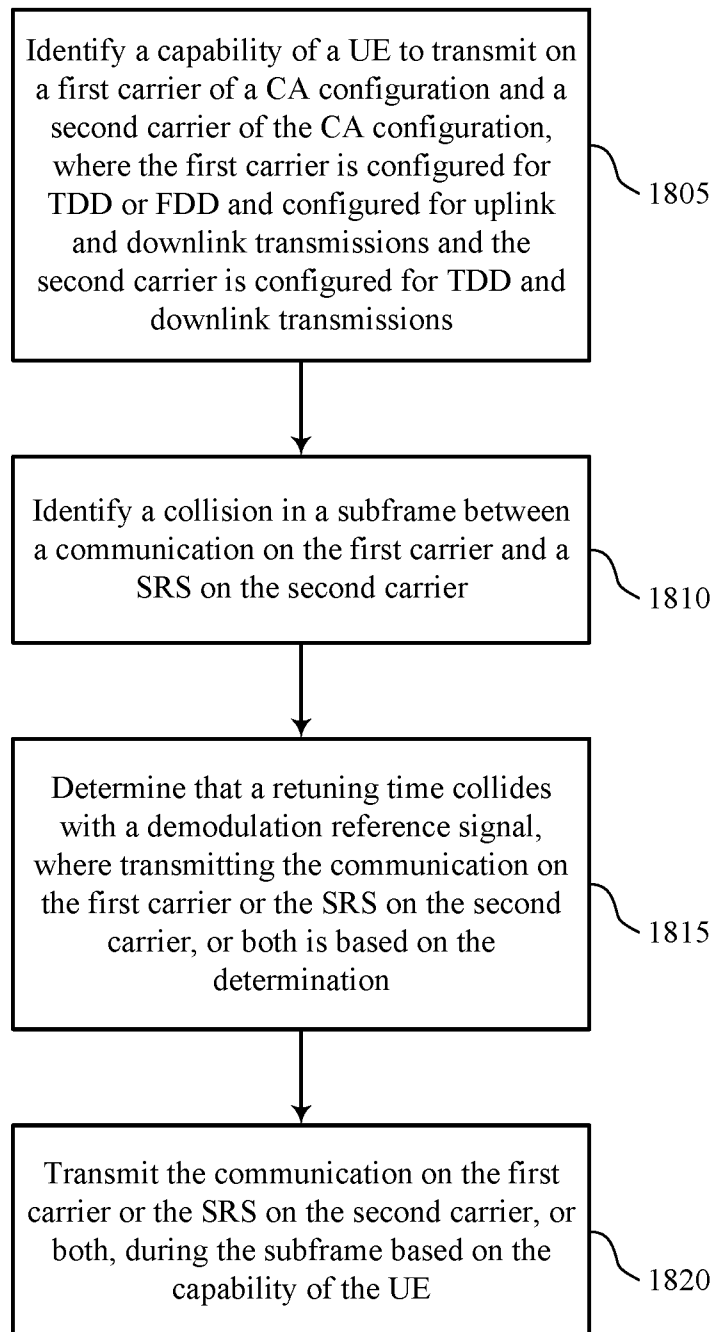 Identify a capability of a UE to transmit on
a first carrier of a CA configuration and a
second carrier of the CA configuration,
where the first carrier is configured for
TDD or FDD and configured for uplink
and downlink transmissions and the
second carrier is configured for TDD and
downlink transmissions
1805
Identify a collision in a subframe between
a communication on the first carrier and a
SRS on the second carrier
1810
Determine that a retuning time collides
with a demodulation reference signal,
where transmitting the communication on
the first carrier or the SRS on the second
carrier, or both is based on the
determination
1815
Transmit the communication on the first
carrier or the SRS on the second carrier, or
both, during the subframe based on the
capability of the UE
1820